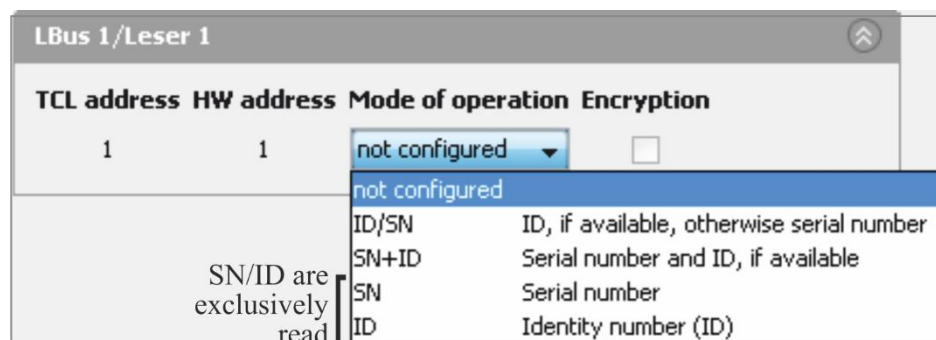 LBus 1/Leser 1
TCL address HW address Mode of operation Encryption
1 1 not configured
not configured
ID/SN ID, if available, otherwise serial number
SN+ID Serial number and ID, if available
SN Serial number
ID Identity number (ID)
SN/ID are
exclusively
read